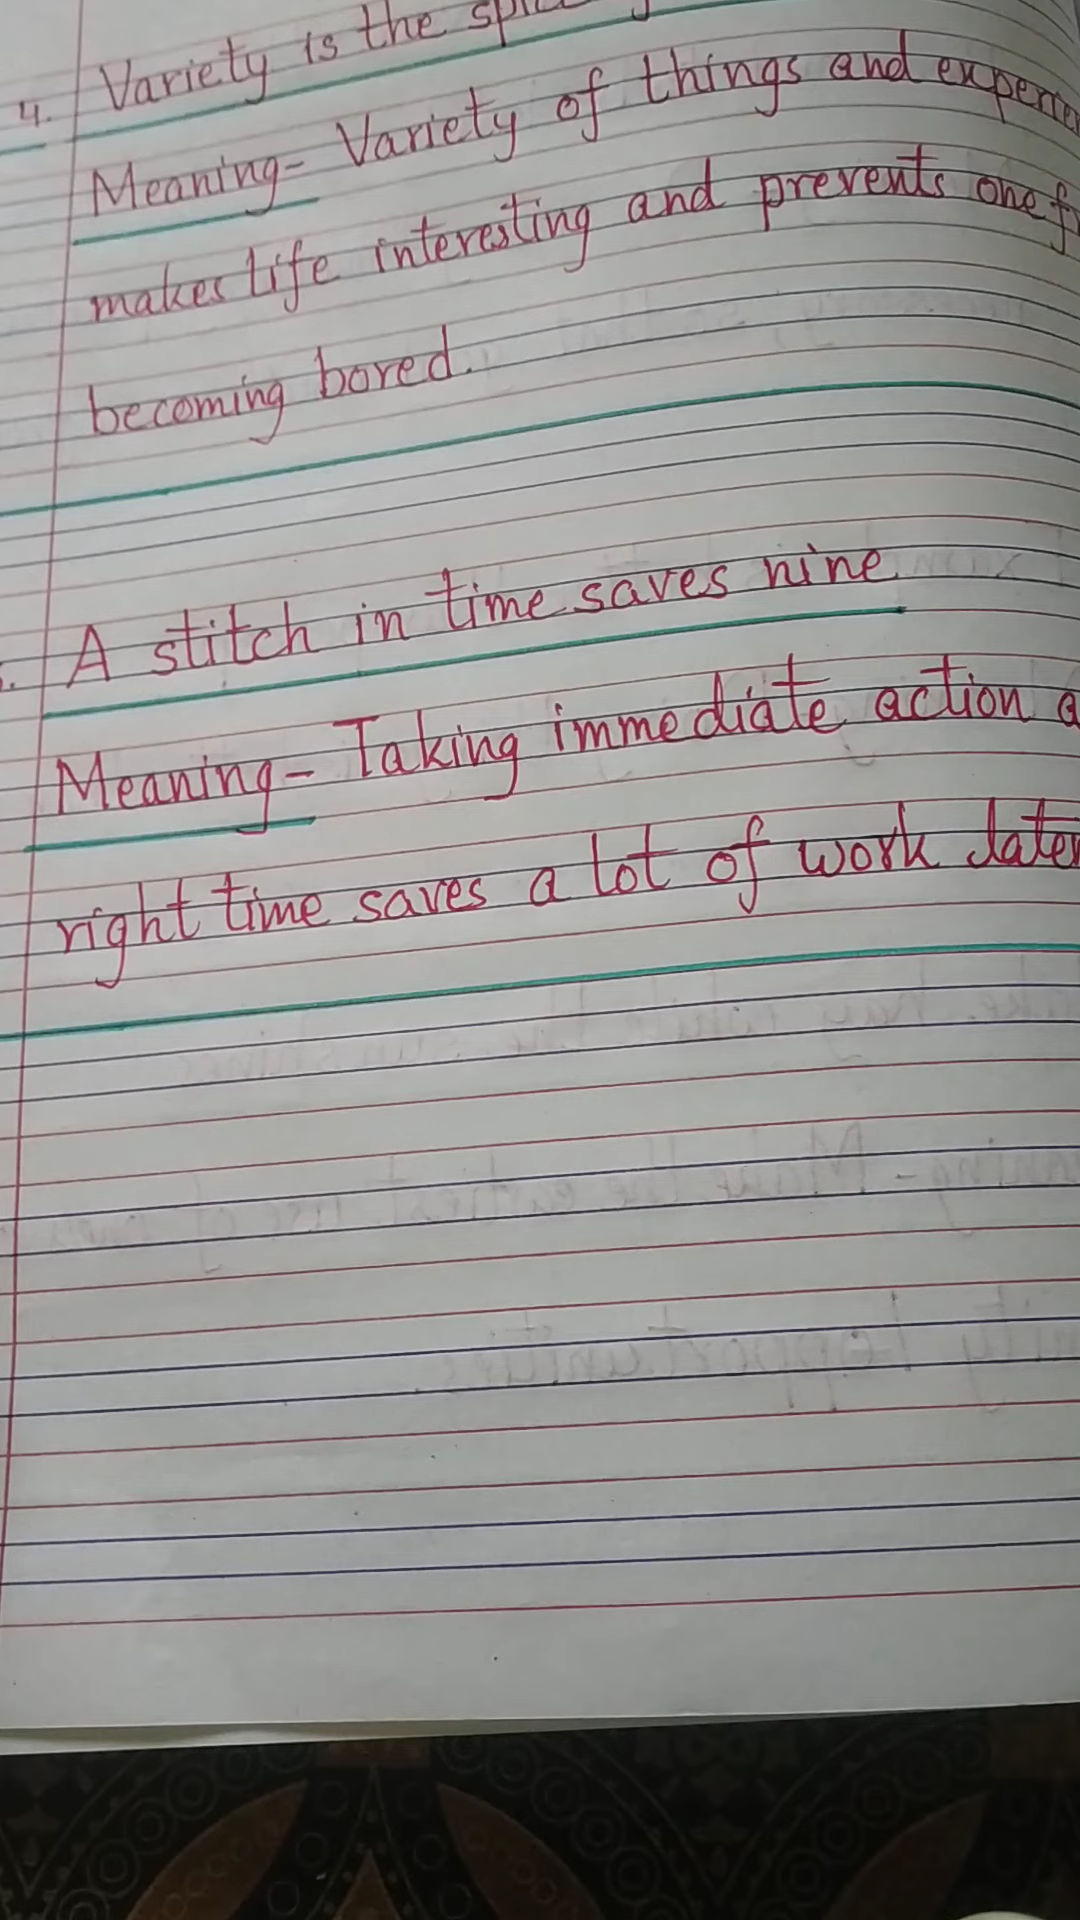 4. Variety is the
Meaning- Variety of things and
makes life interesting and prevents one
becoming bored.
A stitch in time saves nine
Meaning- Taking immediate action
right time saves a lot of work later